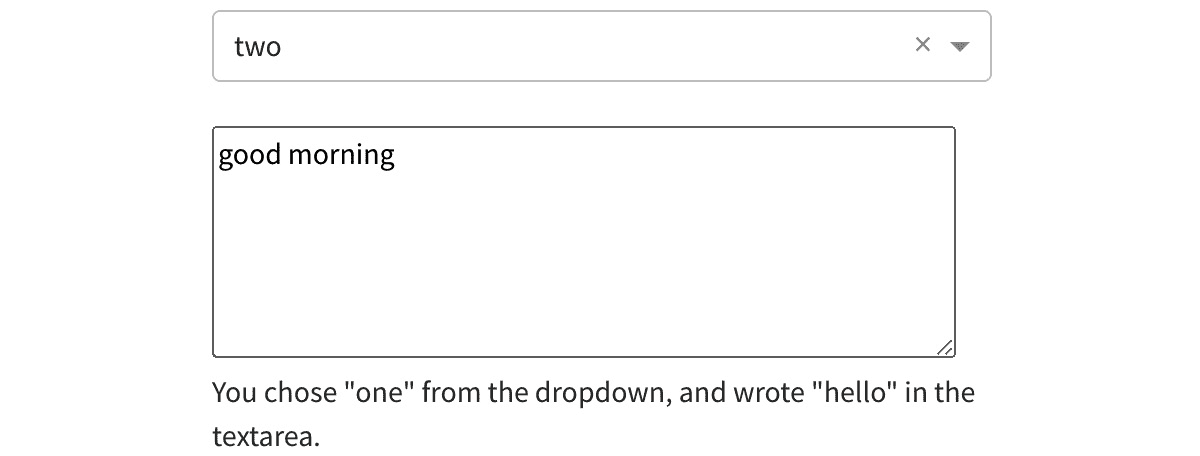 two
good morning
You chose "one" from the dropdown, and wrote "hello" in the
textarea.